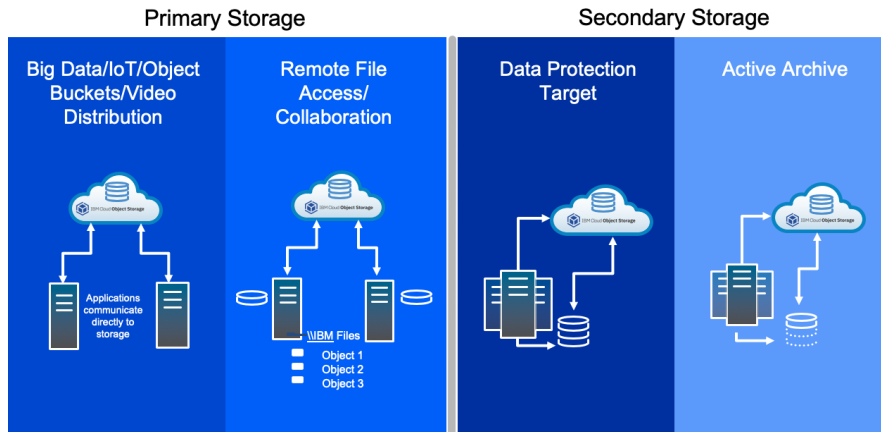 Primary Storage
Secondary Storage
Big Data/IoT/Object
Buckets/Video
Distribution
Remote File
Access/
Collaboration
Data Protection
Target
Active Archive
IBM Cloud Object Storage
IBM Cloud Object Storage
IBM Cloud Object Storage
IBM Cloud Object Storage
Applications
communicate
directly to
storage
\\IBM Files
Object 1
Object 2
Object 3